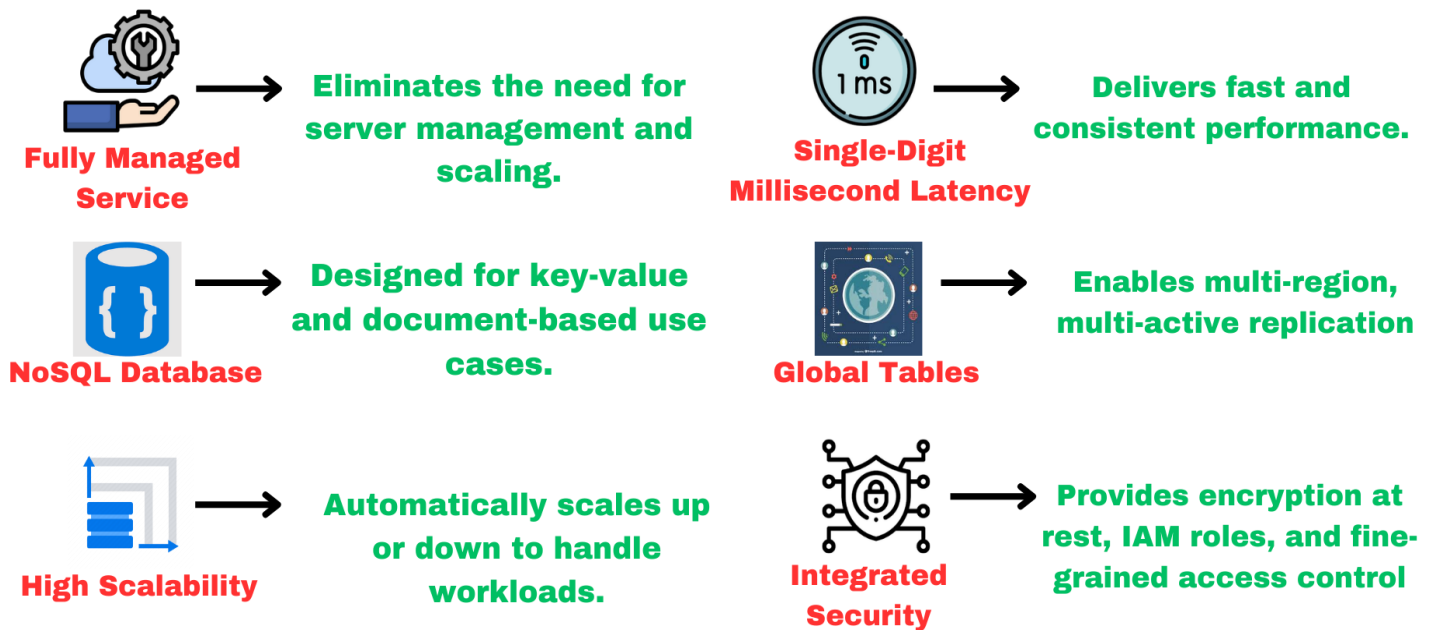 Fully Managed
Service
Eliminates the need for
server management and
scaling.
1 ms
Single-Digit
Millisecond Latency
Delivers fast and
consistent performance.
{ }
NoSQL Database
Designed for key-value
and document-based use
cases.
Global Tables
Enables multi-region,
multi-active replication
High Scalability
Automatically scales up
or down to handle
workloads.
Integrated
Security
Provides encryption at
rest, IAM roles, and fine-
grained access control